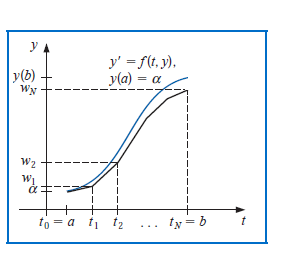 y
y' = f(t, y),
y(a) = α
y(b)
w_N
w_2
w_1
α
t_0 = a t_1 t_2 ... t_N = b t